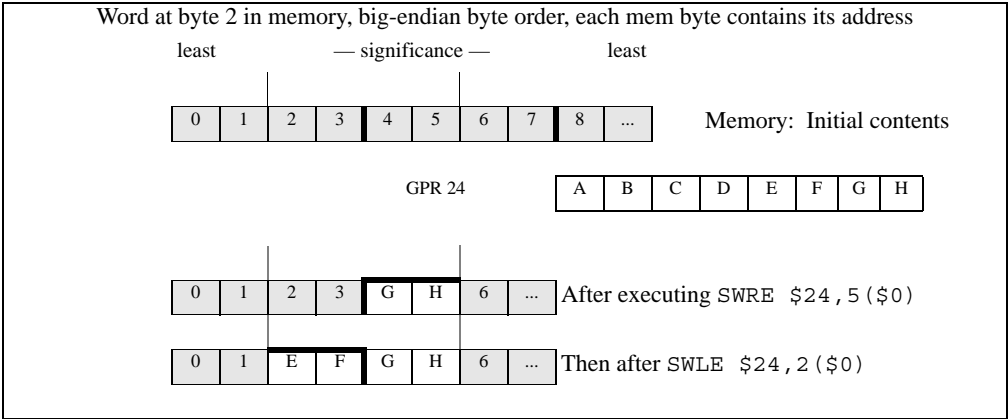 Word at byte 2 in memory, big-endian byte order, each mem byte contains its address
least — significance — least
0 1 2 3 4 5 6 7 8 ... Memory: Initial contents
GPR 24 A B C D E F G H
0 1 2 3 G H 6 ... After executing SWRE $24,5($0)
0 1 E F G H 6 ... Then after SWLE $24,2($0)